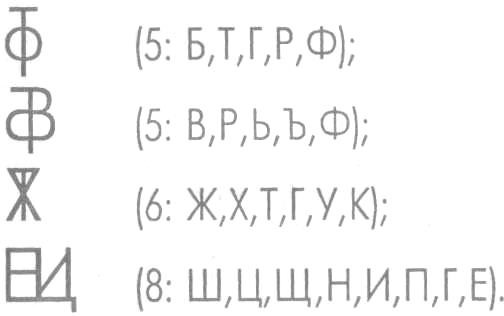 (5: Б,Т,Г,Р,Ф);
(5: В,Р,Ь,Ъ,Ф);
(6: Ж,Х,Т,Г,У,К);
(8: Ш,Ц,Щ,Н,И,П,Г,Е).